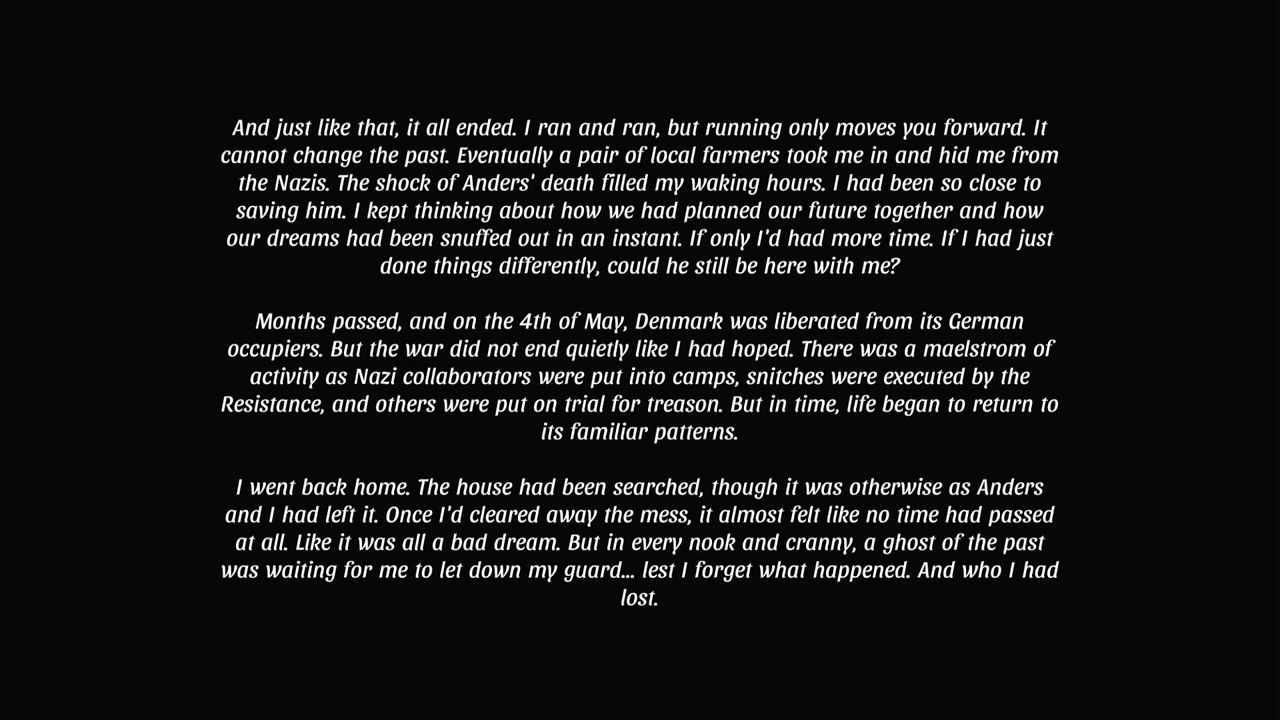 And just like that, it all ended. I ran and ran, but running only moves you forward. It
cannot change the past. Eventually a pair of local farmers took me in and hid me from
the Nazis. The shock of Anders' death filled my waking hours. I had been so close to
saving him. I kept thinking about how we had planned our future together and how
our dreams had been snuffed out in an instant. If only I'd had more time. If I had just
done things differently, could he still be here with me?
Months passed, and on the 4th of May, Denmark was liberated from its German
occupiers. But the war did not end quietly like I had hoped. There was a maelstrom of
activity as Nazi collaborators were put into camps, snitches were executed by the
Resistance, and others were put on trial for treason. But in time, life began to return to
its familiar patterns.
I went back home. The house had been searched, though it was otherwise as Anders
and I had left it. Once I'd cleared away the mess, it almost felt like no time had passed
at all. Like it was all a bad dream. But in every nook and cranny, a ghost of the past
was waiting for me to let down my guard... lest I forget what happened. And who I had
lost.